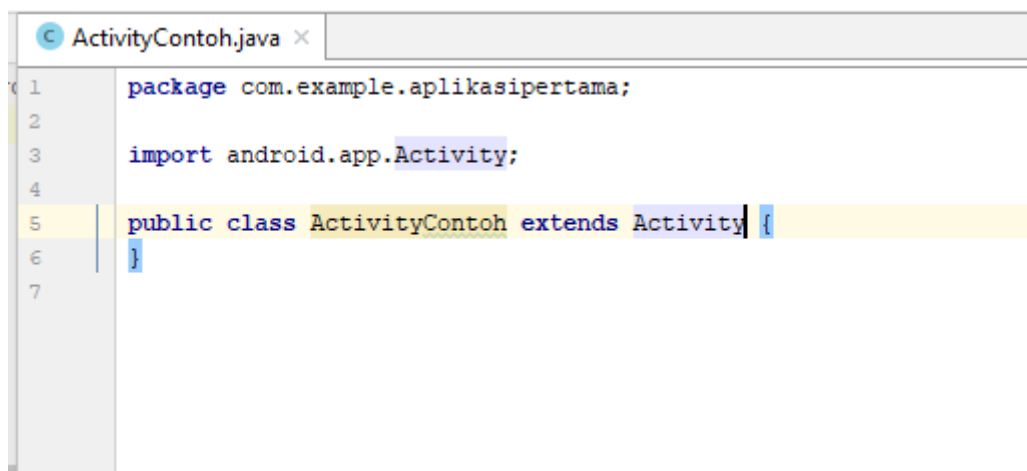 ActivityContoh.java
1 package com.example.aplikasipertama;
2
3 import android.app.Activity;
4
5 public class ActivityContoh extends Activity {
6 }
7